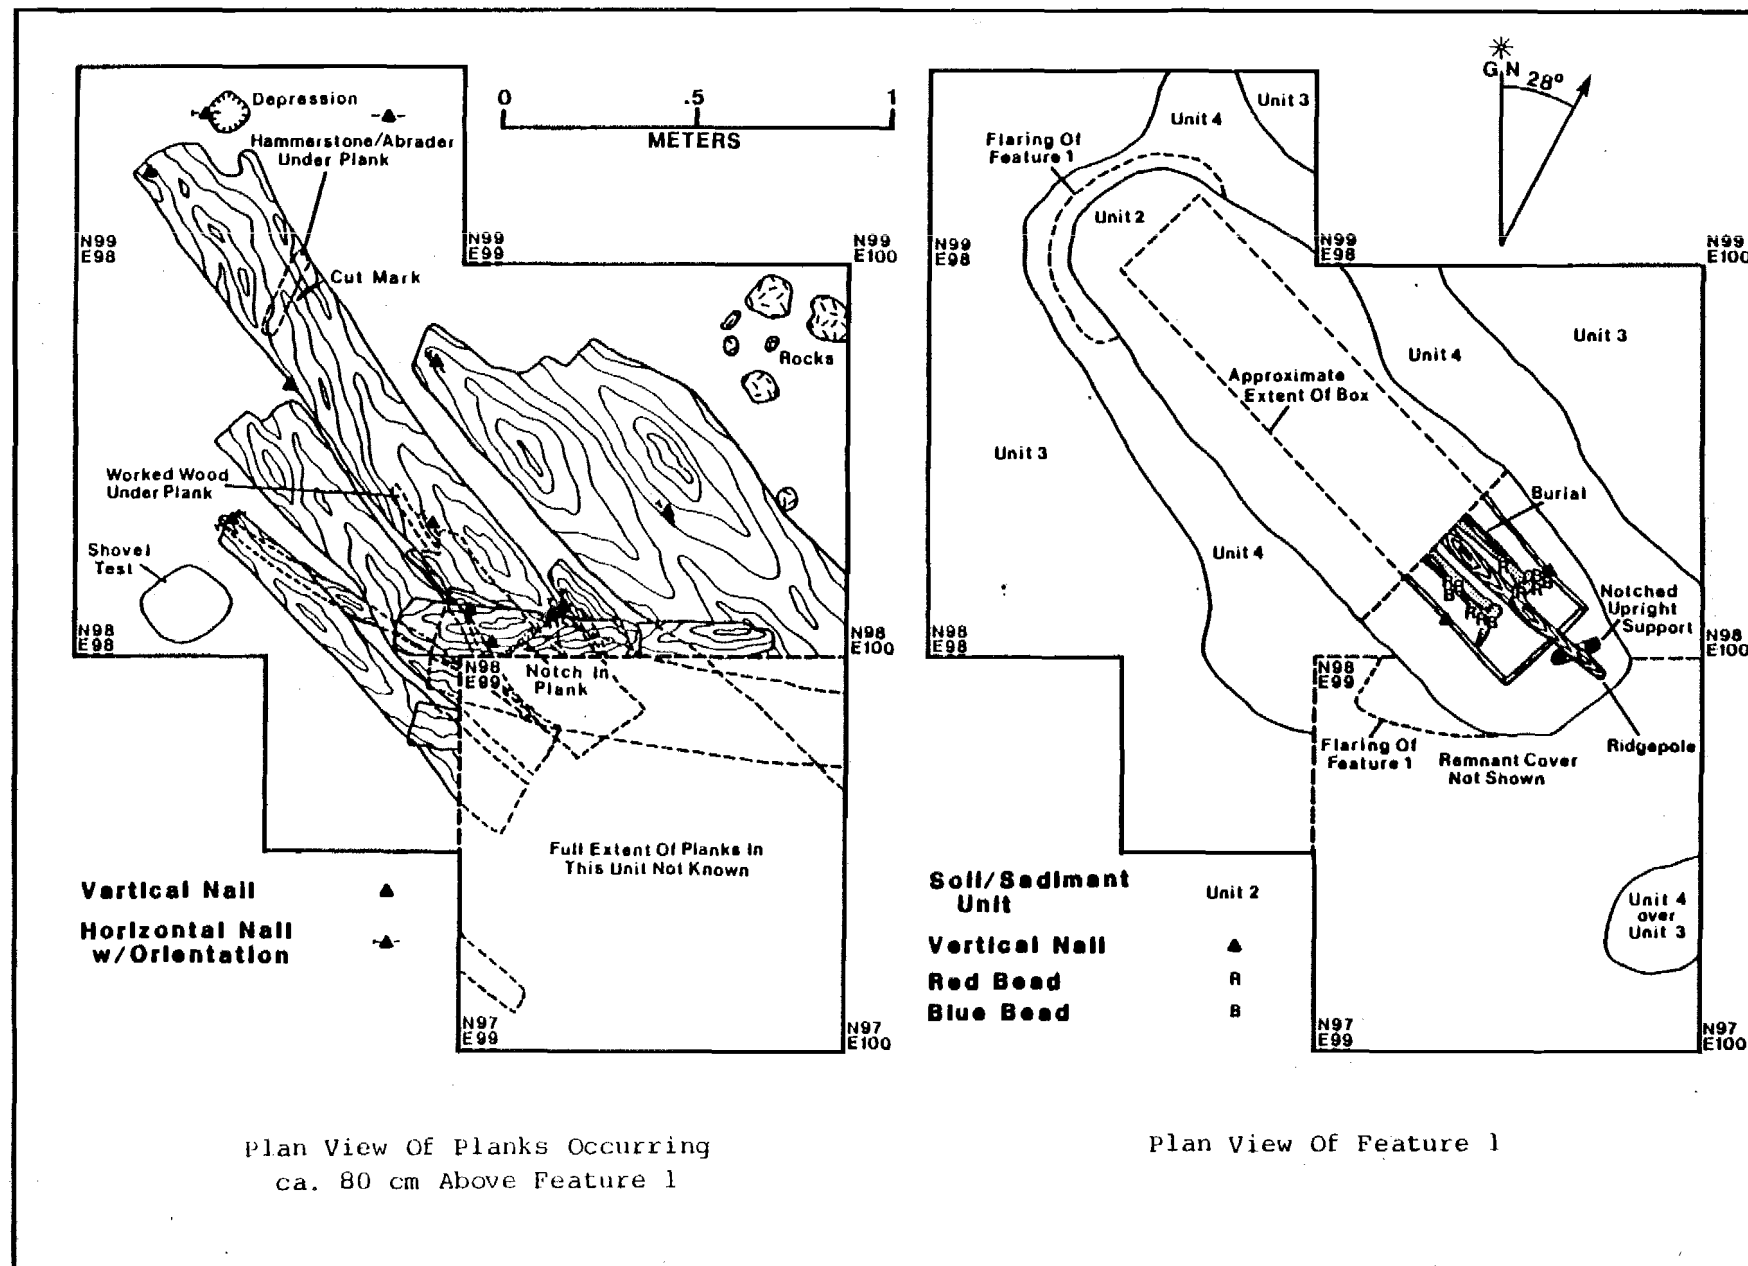 Depression
Hammerstone/Abrader
Under Plank
0 .5 1
METERS
N99
E98
N99
E99
N99
E100
Cut Mark
Rocks
Worked Wood
Under Plank
Shovel
Test
N98
E98
N98
E99
N98
E100
Notch In
Plank
Full Extent Of Planks In
This Unit Not Known
Vertical Nail
Horizontal Nail
w/Orientation
N97
E99
N97
E100
Plan View Of Planks Occurring
ca. 80 cm Above Feature 1
GN 28°
Unit 3
Unit 4
Flaring Of
Feature 1
Unit 2
N99
E98
N99
E98
N99
E100
Unit 3
Unit 4
Approximate
Extent Of Box
Unit 3
Burial
Unit 4
R R R B B R R R B B R R B
Notched
Upright
Support
N98
E98
N98
E99
N98
E100
Flaring Of
Feature 1
Remnant Cover
Not Shown
Ridgepole
Soil/Sediment
Unit
Unit 2
Vertical Nail
Red Bead R
Blue Bead B
Unit 4
over
Unit 3
N97
E99
N97
E100
Plan View Of Feature 1